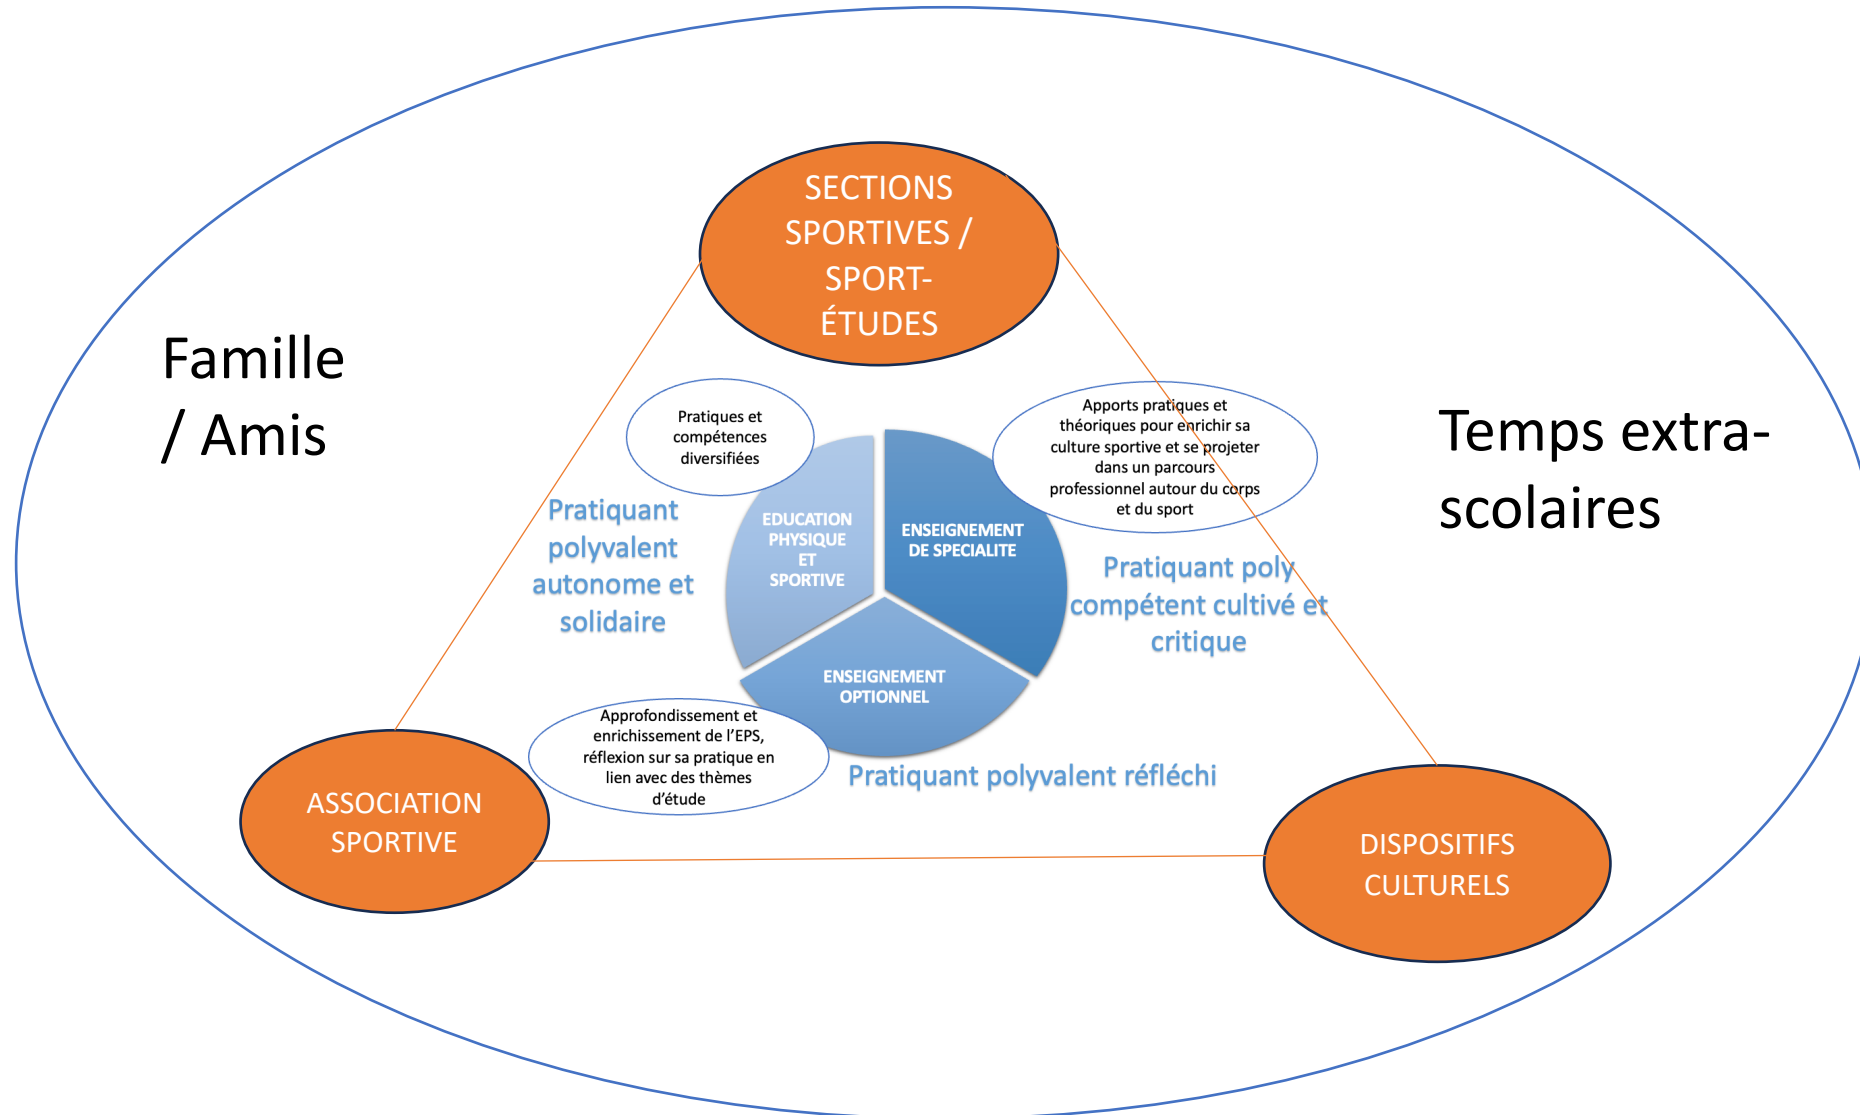 SECTIONS
SPORTIVES /
SPORT-
ÉTUDES
Famille
/ Amis
Temps extra-
scolaires
Pratiques et
compétences
diversifiées
Apports pratiques et
théoriques pour enrichir sa
culture sportive et se projeter
dans un parcours
professionnel autour du corps
et du sport
Pratiquant
polyvalent
autonome et
solidaire
EDUCATION
PHYSIQUE
ET
SPORTIVE
ENSEIGNEMENT
DE SPECIALITE
Pratiquant poly
compétent cultivé et
critique
ENSEIGNEMENT
OPTIONNEL
Approfondissement et
enrichissement de l’EPS,
réflexion sur sa pratique en
lien avec des thèmes
d’étude
Pratiquant polyvalent réfléchi
ASSOCIATION
SPORTIVE
DISPOSITIFS
CULTURELS